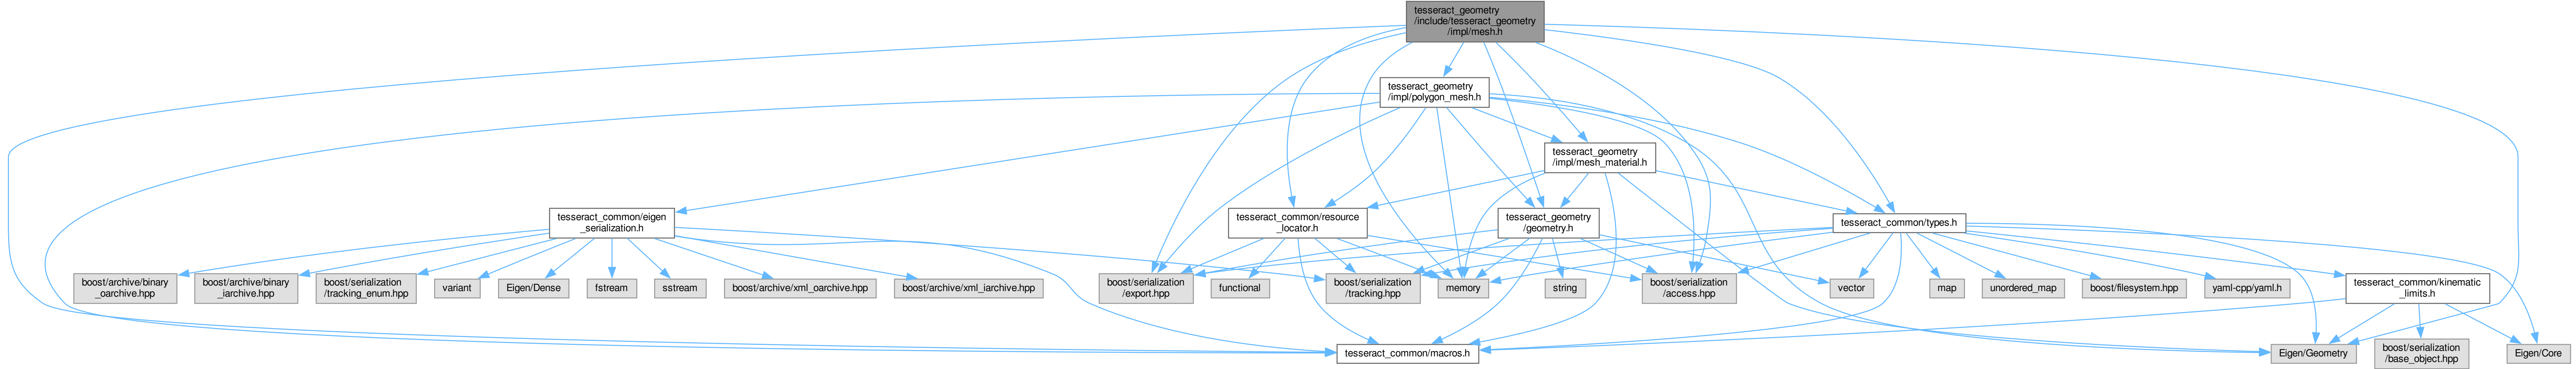 tesseract_geometry
/include/tesseract_geometry
/impl/mesh.h
tesseract_geometry
/impl/polygon_mesh.h
tesseract_geometry
/impl/mesh_material.h
tesseract_common/eigen
_serialization.h
tesseract_common/resource
_locator.h
tesseract_geometry
/geometry.h
tesseract_common/types.h
boost/archive/binary
_oarchive.hpp
boost/archive/binary
_iarchive.hpp
boost/serialization
/tracking_enum.hpp
variant
Eigen/Dense
fstream
sstream
boost/archive/xml_oarchive.hpp
boost/archive/xml_iarchive.hpp
boost/serialization
/export.hpp
functional
boost/serialization
/tracking.hpp
memory
string
boost/serialization
/access.hpp
vector
map
unordered_map
boost/filesystem.hpp
yaml-cpp/yaml.h
tesseract_common/kinematic
_limits.h
tesseract_common/macros.h
Eigen/Geometry
boost/serialization
/base_object.hpp
Eigen/Core